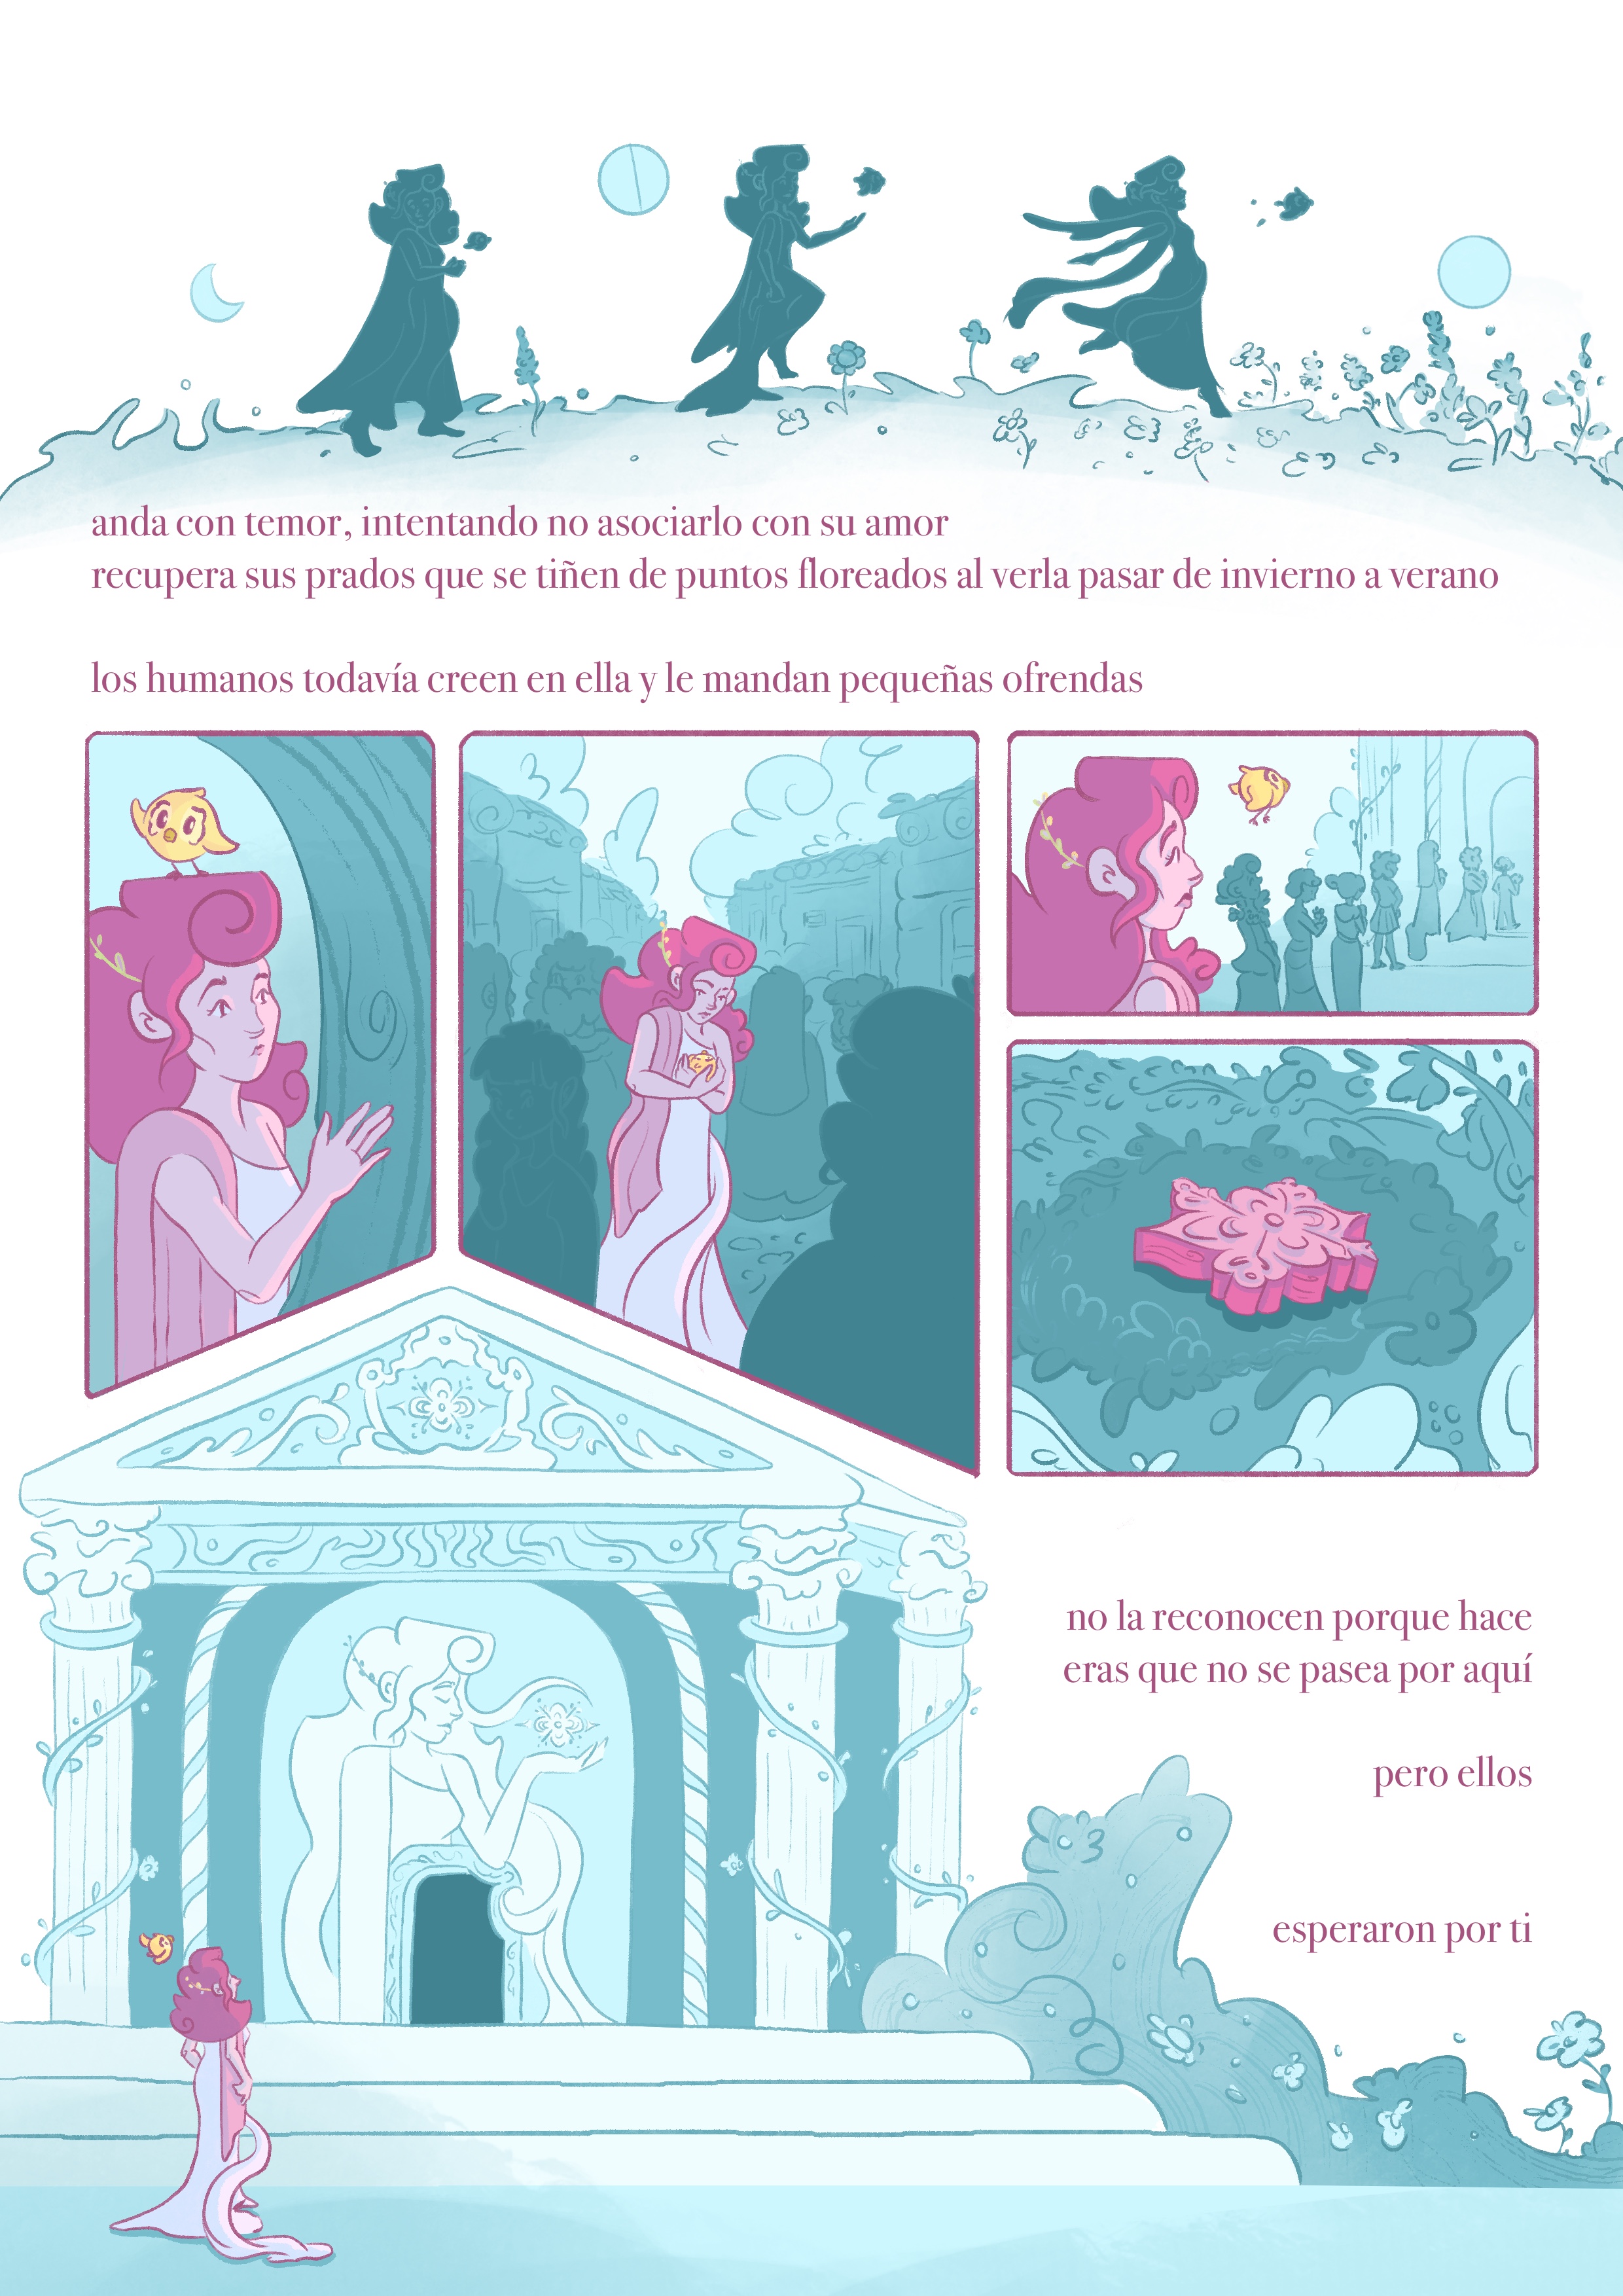 anda con temor, intentando no asociarlo con su amor
recupera sus prados que se tiñen de puntos floreados al verla pasar de invierno a verano
los humanos todavía creen en ella y le mandan pequeñas ofrendas
no la reconocen porque hace
eras que no se pasea por aquí
pero ellos
esperaron por ti